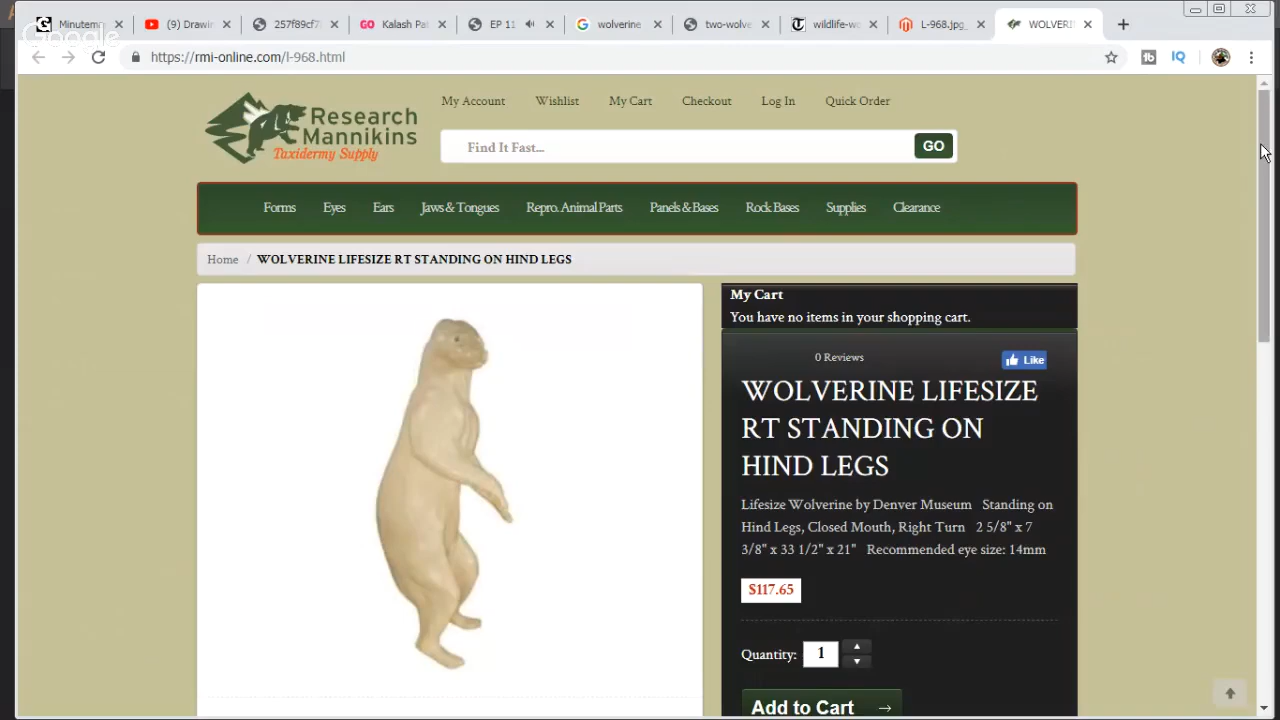 Minutem
(9) Drawin
257f89cf7
GO Kalash Pa
EP 11
wolverine
two-wolve
wildlife-wo
L-968.jpg
WOLVERIN
Google
https://rmi-online.com/l-968.html
Research
Mannikins
Taxidermy Supply
My Account
Wishlist
My Cart
Checkout
Log In
Quick Order
Find It Fast...
GO
Forms
Eyes
Ears
Jaws & Tongues
Repro. Animal Parts
Panels & Bases
Rock Bases
Supplies
Clearance
Home / WOLVERINE LIFESIZE RT STANDING ON HIND LEGS
My Cart
You have no items in your shopping cart.
0 Reviews
Like
WOLVERINE LIFESIZE
RT STANDING ON
HIND LEGS
Lifesize Wolverine by Denver Museum Standing on
Hind Legs, Closed Mouth, Right Turn 2 5/8" x 7
3/8" x 33 1/2" x 21" Recommended eye size: 14mm
$117.65
Quantity: 1
Add to Cart →